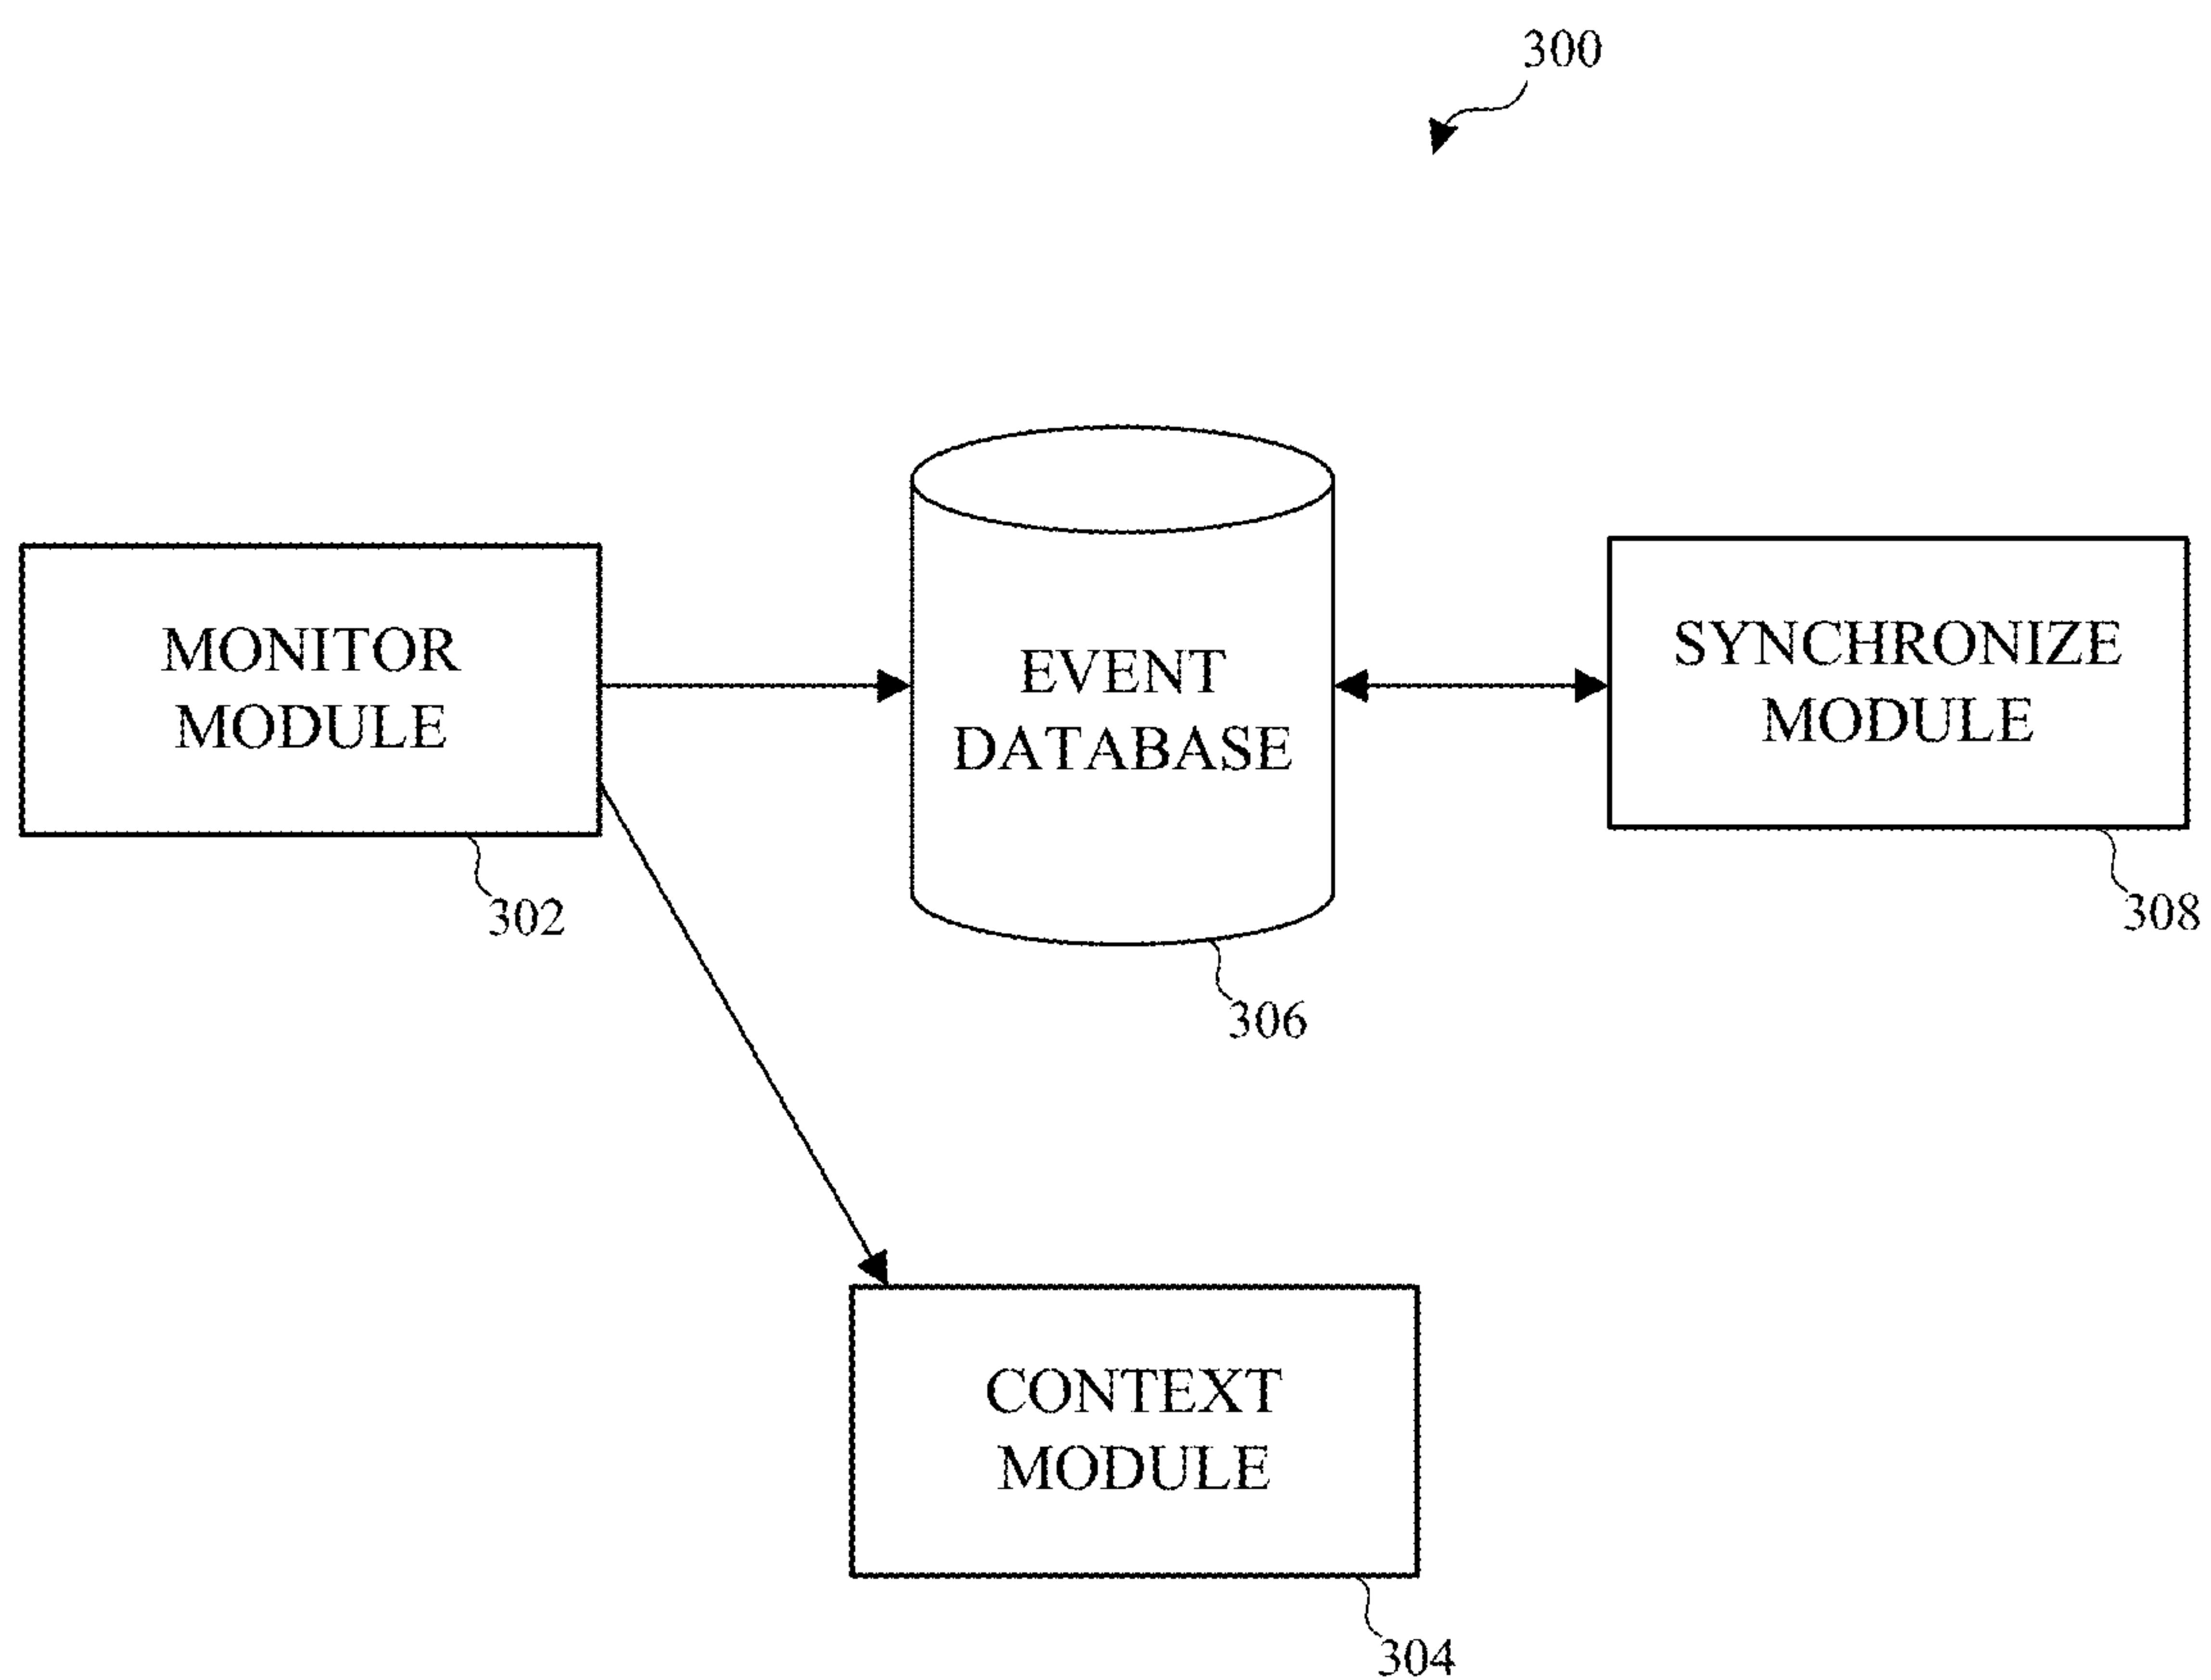 300
MONITOR
MODULE
302
EVENT
DATABASE
306
SYNCHRONIZE
MODULE
308
CONTEXT
MODULE
304